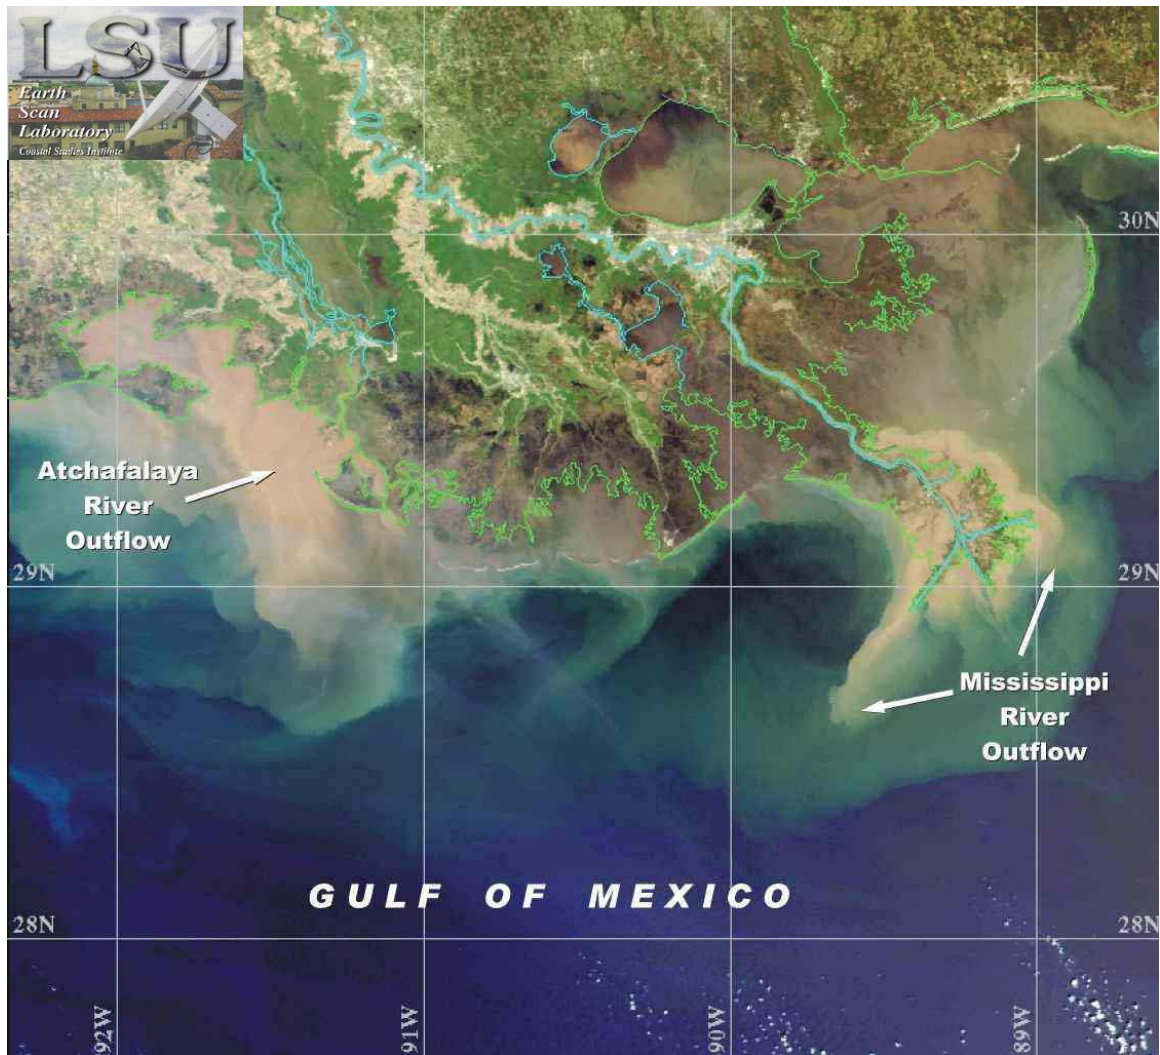 LSU
Earth
Scan
Laboratory
Coastal Studies Institute
30N
Atchafalaya
River
Outflow
29N
29N
Mississippi
River
Outflow
GULF OF MEXICO
28N
28N
92W
91W
90W
89W